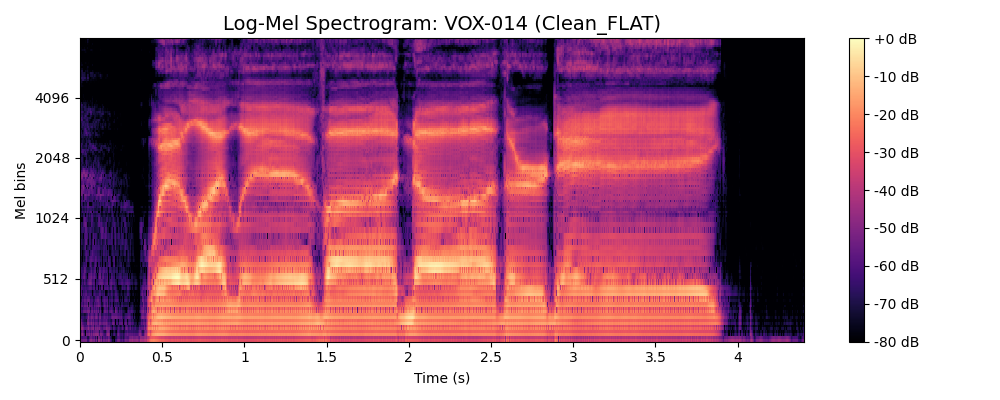 Log-Mel Spectrogram: VOX-014 (Clean_FLAT)
Mel bins
4096
2048
1024
512
0
0
0.5
1
1.5
2
2.5
3
3.5
4
Time (s)
+0 dB
-10 dB
-20 dB
-30 dB
-40 dB
-50 dB
-60 dB
-70 dB
-80 dB